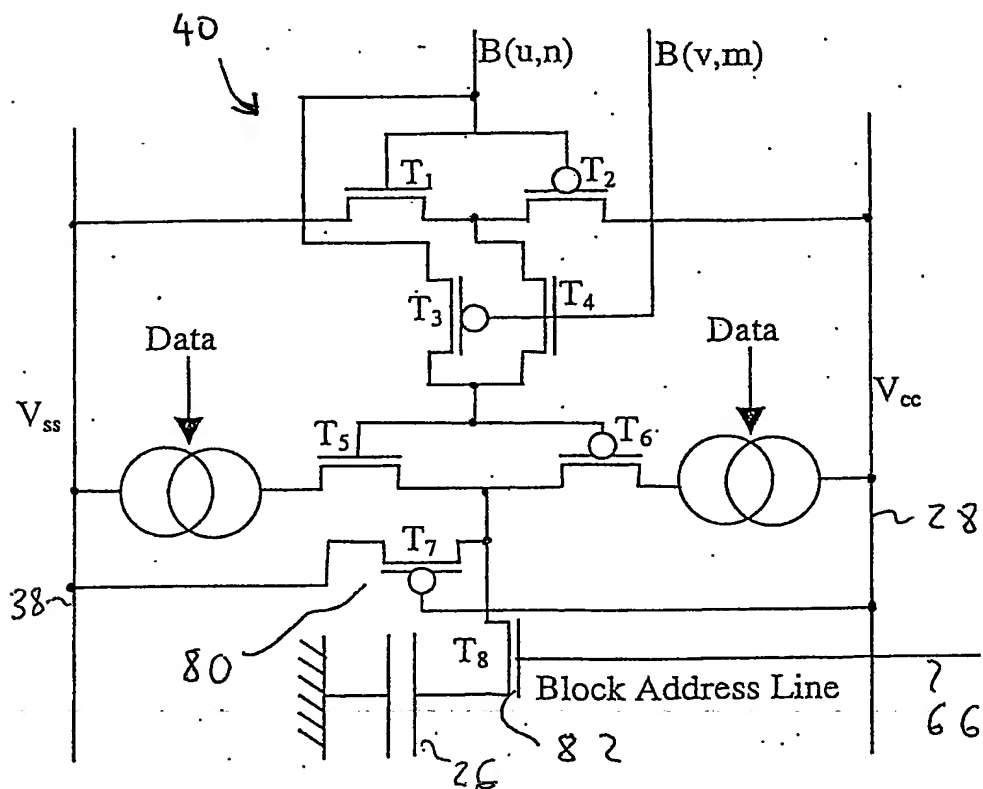 40
B(u,n) B(v,m)
T₁ T₂
T₃ T₄
Data Data
Vss Vcc
T₅ T₆
28
T₇
38
80 T₈
Block Address Line
66
26 82